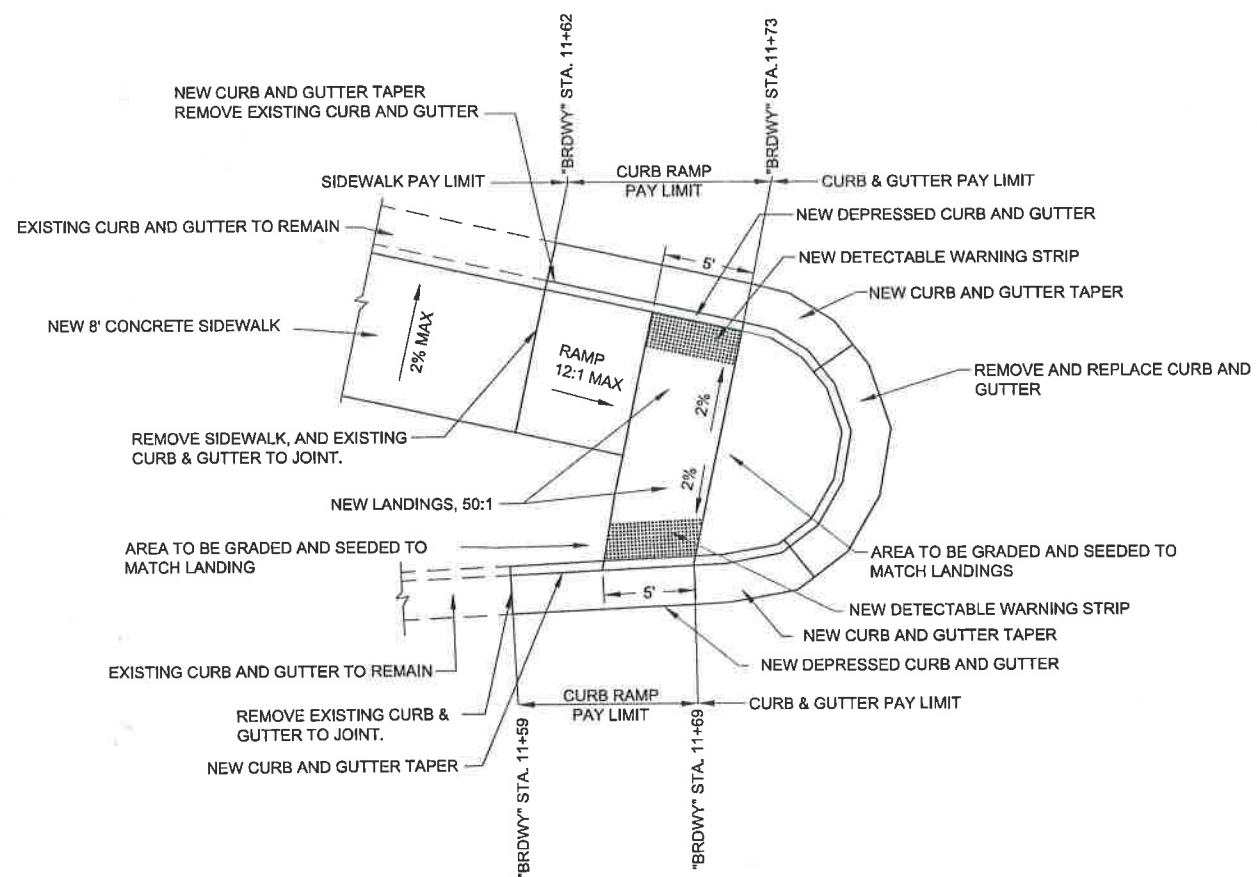 "BRDWY" STA. 11+62
"BRDWY" STA.11+73
NEW CURB AND GUTTER TAPER
REMOVE EXISTING CURB AND GUTTER
SIDEWALK PAY LIMIT
CURB RAMP
PAY LIMIT
CURB & GUTTER PAY LIMIT
NEW DEPRESSED CURB AND GUTTER
EXISTING CURB AND GUTTER TO REMAIN
5'
NEW DETECTABLE WARNING STRIP
NEW CURB AND GUTTER TAPER
NEW 8' CONCRETE SIDEWALK
2% MAX
RAMP
12:1 MAX
REMOVE AND REPLACE CURB AND
GUTTER
2%
REMOVE SIDEWALK, AND EXISTING
CURB & GUTTER TO JOINT.
2%
NEW LANDINGS, 50:1
AREA TO BE GRADED AND SEEDED TO
MATCH LANDING
AREA TO BE GRADED AND SEEDED TO
MATCH LANDINGS
5'
NEW DETECTABLE WARNING STRIP
NEW CURB AND GUTTER TAPER
NEW DEPRESSED CURB AND GUTTER
EXISTING CURB AND GUTTER TO REMAIN
CURB RAMP
PAY LIMIT
CURB & GUTTER PAY LIMIT
REMOVE EXISTING CURB &
GUTTER TO JOINT.
NEW CURB AND GUTTER TAPER
"BRDWY" STA. 11+59
"BRDWY" STA. 11+69